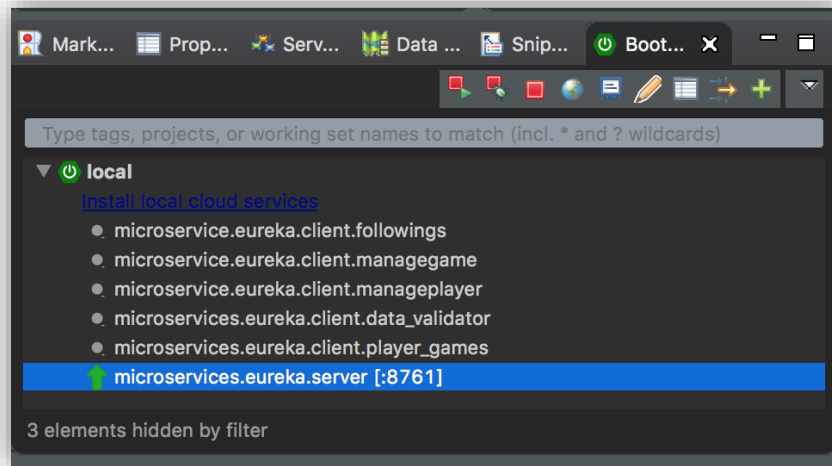 Mark... Prop... Serv... Data ... Snip... Boot...
Type tags, projects, or working set names to match (incl. * and ? wildcards)
local
Install local cloud services
microservice.eureka.client.followings
microservice.eureka.client.managegame
microservice.eureka.client.manageplayer
microservices.eureka.client.data_validator
microservices.eureka.client.player_games
microservices.eureka.server [:8761]
3 elements hidden by filter